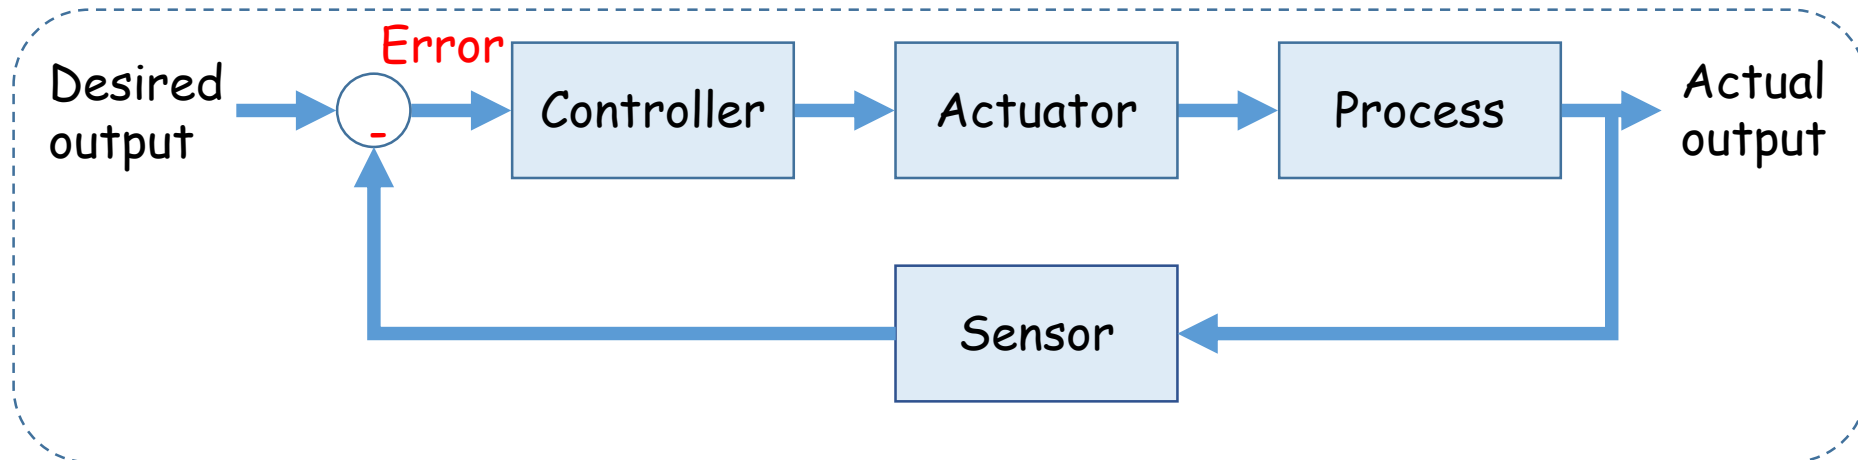 Error
Desired
output
-
Controller
Actuator
Process
Actual
output
Sensor